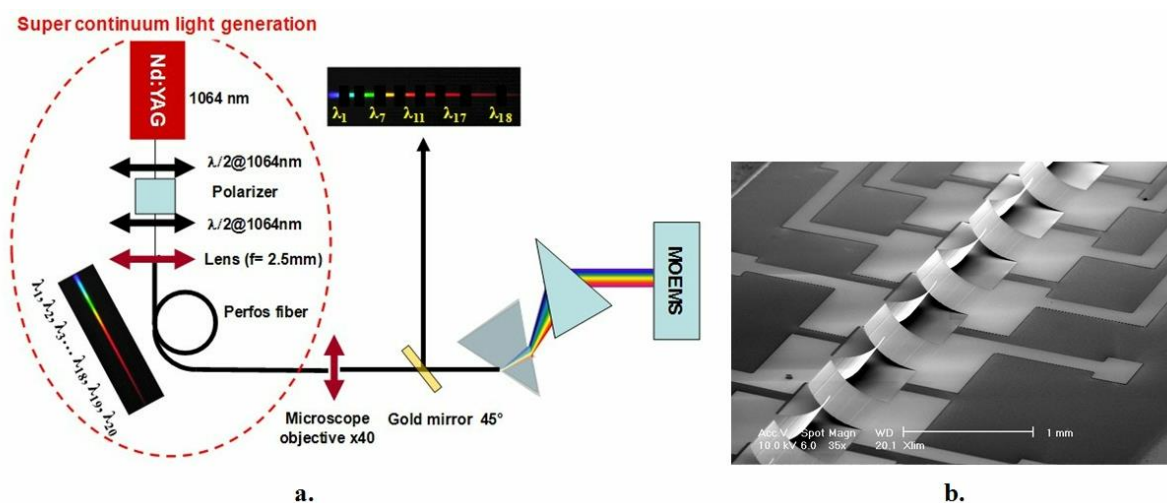 Super continuum light generation
Nd:YAG
1064 nm
λ/2@1064nm
Polarizer
λ/2@1064nm
Lens (f= 2.5mm)
Perfos fiber
λ1, λ2, λ3... λ18, λ19, λ20
Microscope
objective x40
Gold mirror 45°
λ1 λ7 λ11 λ17 λ18
MOEMS
Acc.V Spot Magn WD 1 mm
10.0 kV 6.0 35x 20.1 Xlim
a.
b.